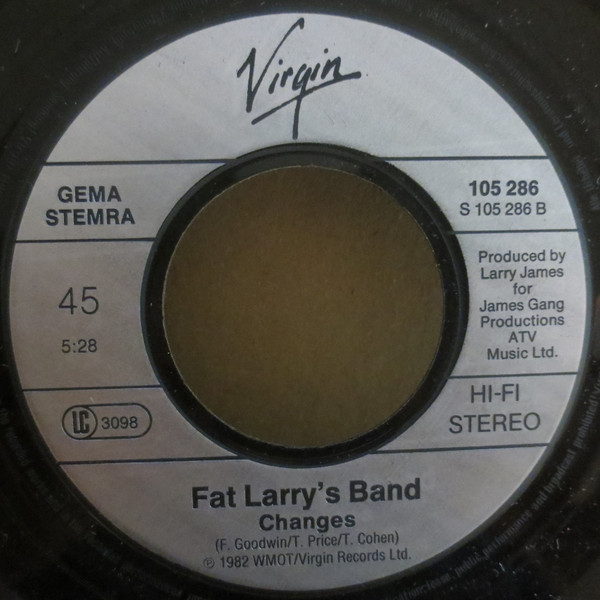 Virgin
GEMA
STEMRA
105 286
S 105 286 B
45
5:28
Produced by
Larry James
for
James Gang
Productions
ATV
Music Ltd.
LC 3098
HI-FI
STEREO
Fat Larry's Band
Changes
(F. Goodwin/T. Price/T. Cohen)
℗ 1982 WMOT/Virgin Records Ltd.